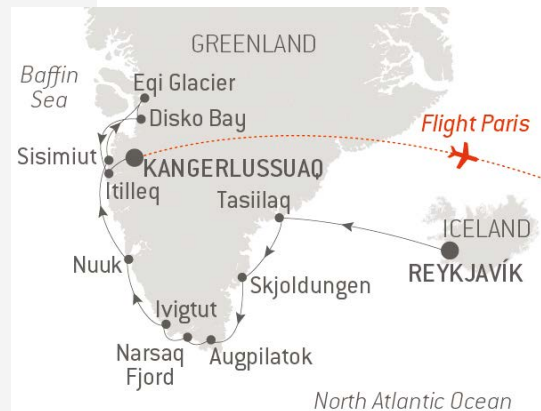 GREENLAND
Baffin
Sea
Eqi Glacier
Disko Bay
Flight Paris
Sisimiut
KANGERLUSSUAQ
Itilleq
Tasiilaq
ICELAND
REYKJAVÍK
Nuuk
Skjoldungen
Ivigtut
Narsaq
Fjord
Augpilatok
North Atlantic Ocean